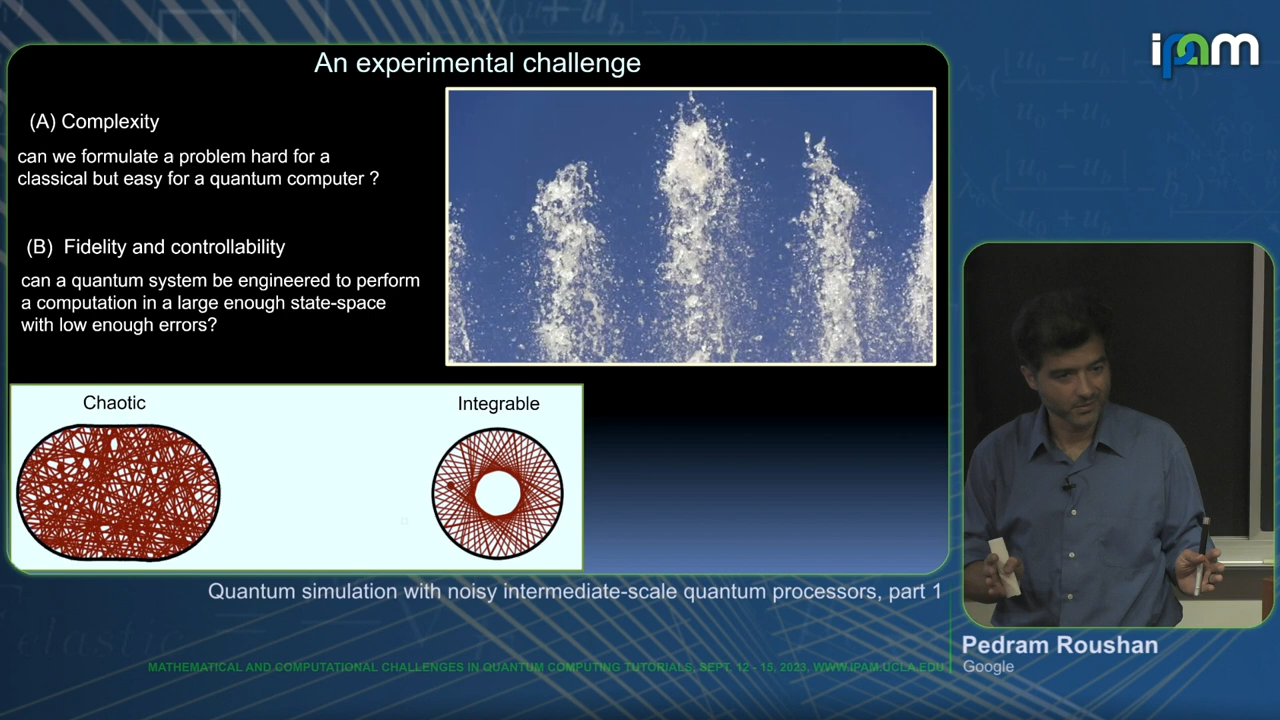 ipam
An experimental challenge
(A) Complexity
can we formulate a problem hard for a
classical but easy for a quantum computer ?
(B) Fidelity and controllability
can a quantum system be engineered to perform
a computation in a large enough state-space
with low enough errors?
Chaotic
Integrable
Quantum simulation with noisy intermediate-scale quantum processors, part 1
Pedram Roushan
Google
MATHEMATICAL AND COMPUTATIONAL CHALLENGES IN QUANTUM COMPUTING TUTORIALS, SEPT. 12 - 15, 2023, WWW.IPAM.UCLA.EDU
elastic